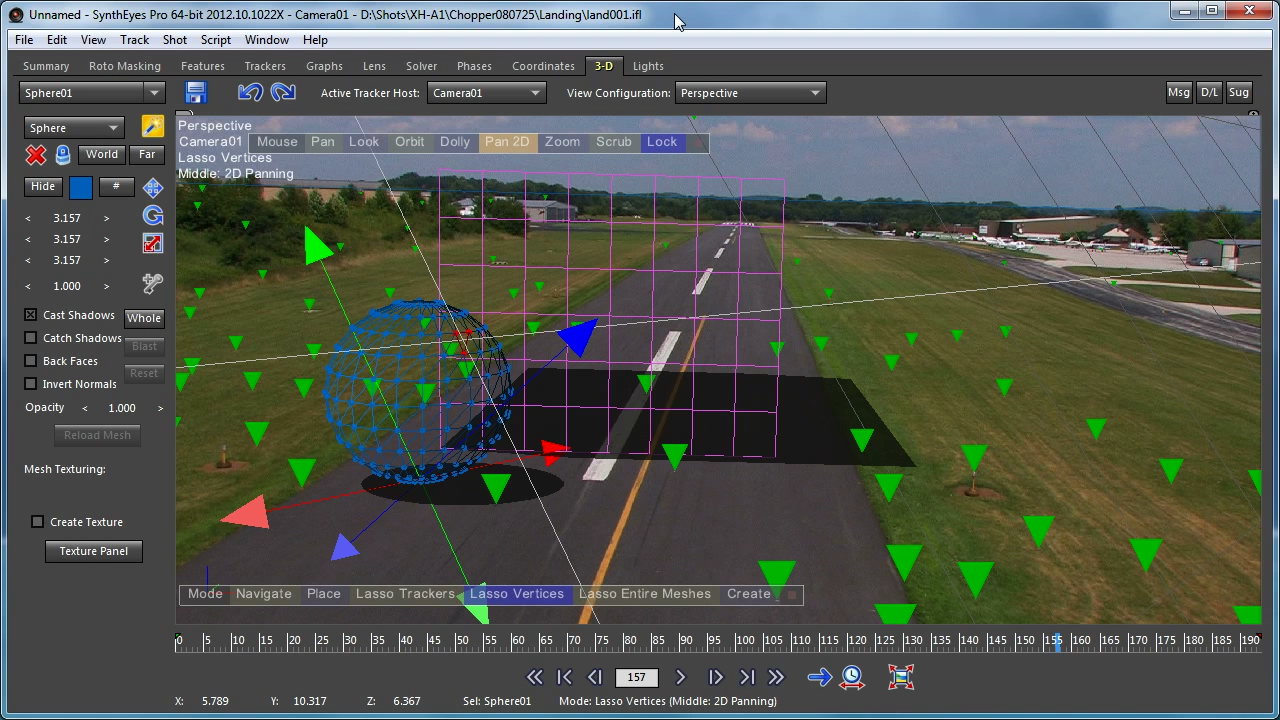 Unnamed - SynthEyes Pro 64-bit 2012.10.1022X - Camera01 - D:\Shots\XH-A1\Chopper080725\Landing\land001.ifl
File Edit View Track Shot Script Window Help
Summary Roto Masking Features Trackers Graphs Lens Solver Phases Coordinates 3-D Lights
Sphere01 Active Tracker Host: Camera01 View Configuration: Perspective Msg D/L Sug
Sphere
World Far
Hide #
< 3.157 >
< 3.157 >
< 3.157 >
< 1.000 >
Cast Shadows Whole
Catch Shadows Blast
Back Faces
Invert Normals Reset
Opacity < 1.000 >
Reload Mesh
Mesh Texturing:
Create Texture
Texture Panel
Perspective
Camera01 Mouse Pan Look Orbit Dolly Pan 2D Zoom Scrub Lock
Lasso Vertices
Middle: 2D Panning
Mode Navigate Place Lasso Trackers Lasso Vertices Lasso Entire Meshes Create
0 5 10 15 20 25 30 35 40 45 50 55 60 65 70 75 80 85 90 95 100 105 110 115 120 125 130 135 140 145 150 155 160 165 170 175 180 185 190
157
X: 5.789 Y: 10.317 Z: 6.367 Sel: Sphere01 Mode: Lasso Vertices (Middle: 2D Panning)